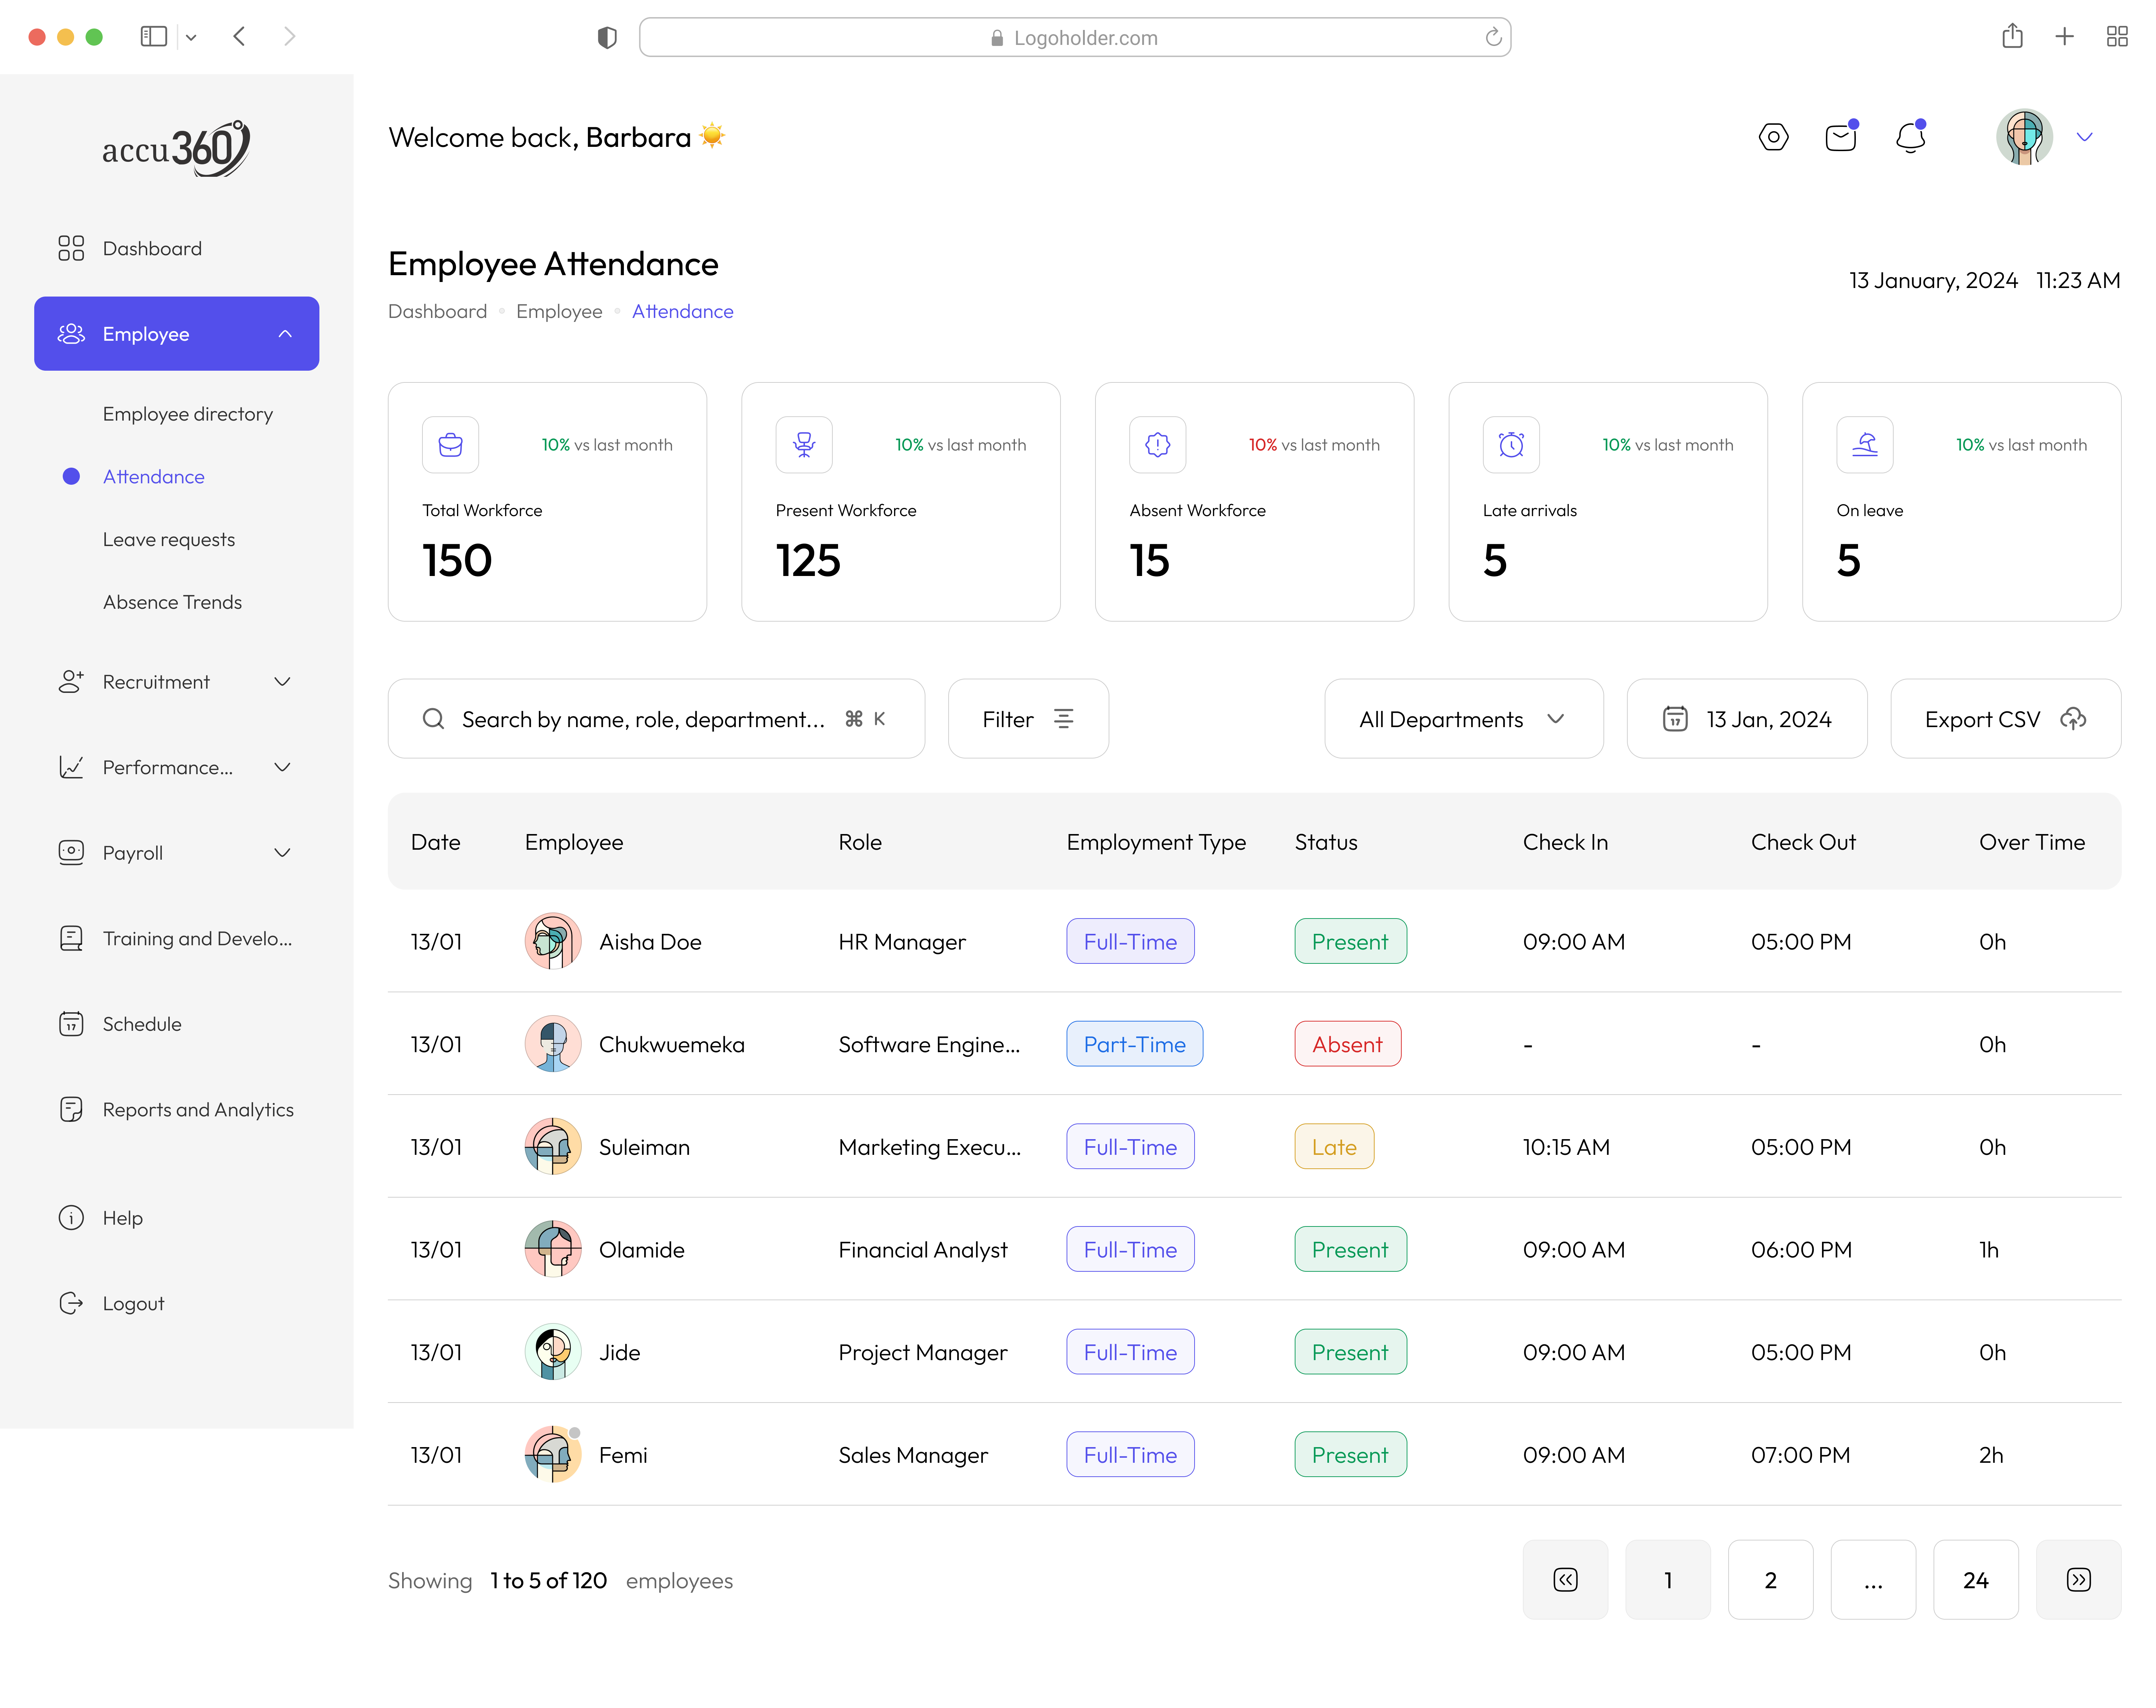 Logoholder.com
accu360°
Welcome back, Barbara
Dashboard
Employee
Employee directory
Attendance
Leave requests
Absence Trends
Recruitment
Performance...
Payroll
Training and Develo...
17
Schedule
Reports and Analytics
Help
Logout
Employee Attendance
Dashboard Employee Attendance
13 January, 2024 11:23 AM
10% vs last month
Total Workforce
150
10% vs last month
Present Workforce
125
10% vs last month
Absent Workforce
15
10% vs last month
Late arrivals
5
10% vs last month
On leave
5
Search by name, role, department... ⌘ K
Filter
All Departments
17 13 Jan, 2024
Export CSV
Date Employee Role Employment Type Status Check In Check Out Over Time
13/01 Aisha Doe HR Manager Full-Time Present 09:00 AM 05:00 PM 0h
13/01 Chukwuemeka Software Engine... Part-Time Absent - - 0h
13/01 Suleiman Marketing Execu... Full-Time Late 10:15 AM 05:00 PM 0h
13/01 Olamide Financial Analyst Full-Time Present 09:00 AM 06:00 PM 1h
13/01 Jide Project Manager Full-Time Present 09:00 AM 05:00 PM 0h
13/01 Femi Sales Manager Full-Time Present 09:00 AM 07:00 PM 2h
Showing 1 to 5 of 120 employees
1 2 ... 24